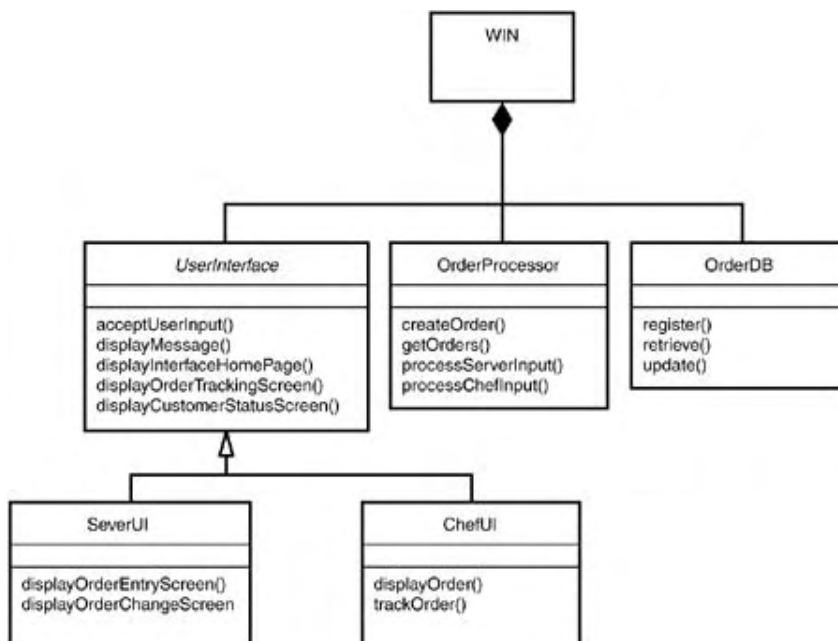 WIN
UserInterface
acceptUserInput()
displayMessage()
displayInterfaceHomePage()
displayOrderTrackingScreen()
displayCustomerStatusScreen()
OrderProcessor
createOrder()
getOrders()
processServerInput()
processChefInput()
OrderDB
register()
retrieve()
update()
SeverUI
displayOrderEntryScreen()
displayOrderChangeScreen
ChefUI
displayOrder()
trackOrder()